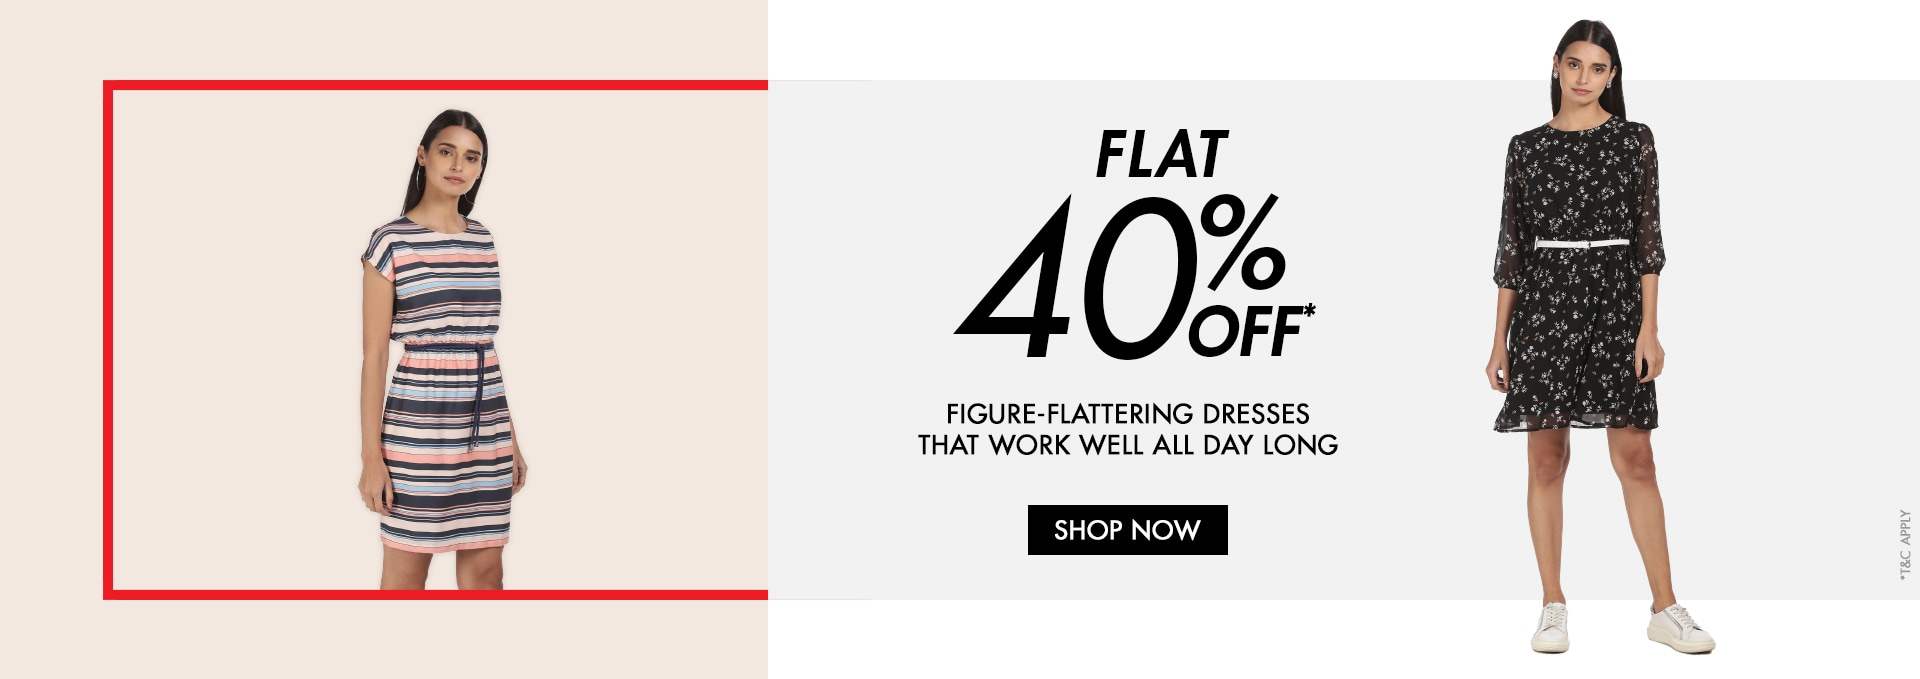 FLAT
40%
OFF*
FIGURE-FLATTERING DRESSES
THAT WORK WELL ALL DAY LONG
SHOP NOW
*T&C APPLY